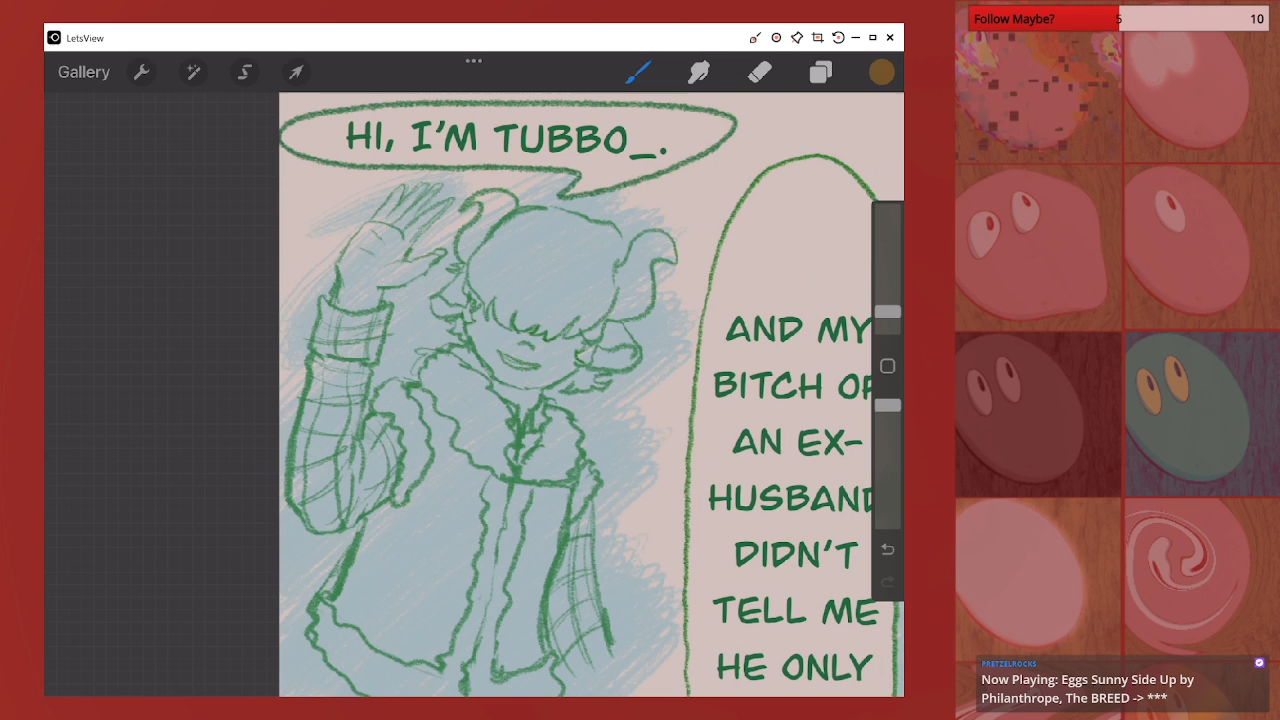 LetsView
Gallery
HI, I'M TUBBO_.
AND MY
BITCH OF
AN EX-
HUSBAND
DIDN'T
TELL ME
HE ONLY
Follow Maybe?
5
10
PRETZELROCKS
Now Playing: Eggs Sunny Side Up by
Philanthrope, The BREED -> ***